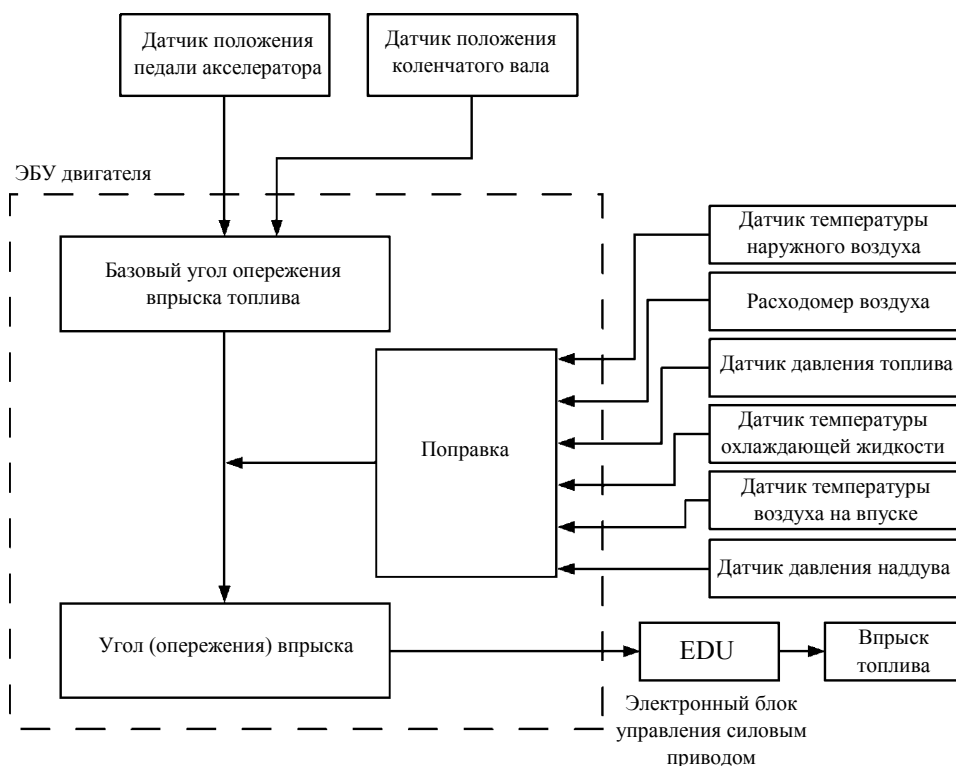 Датчик положения
педали акселератора
Датчик положения
коленчатого вала
ЭБУ двигателя
Базовый угол опережения
впрыска топлива
Датчик температуры
наружного воздуха
Расходомер воздуха
Датчик давления топлива
Датчик температуры
охлаждающей жидкости
Датчик температуры
воздуха на впуске
Датчик давления наддува
Поправка
Угол (опережения) впрыска
EDU
Впрыск
топлива
Электронный блок
управления силовым
приводом